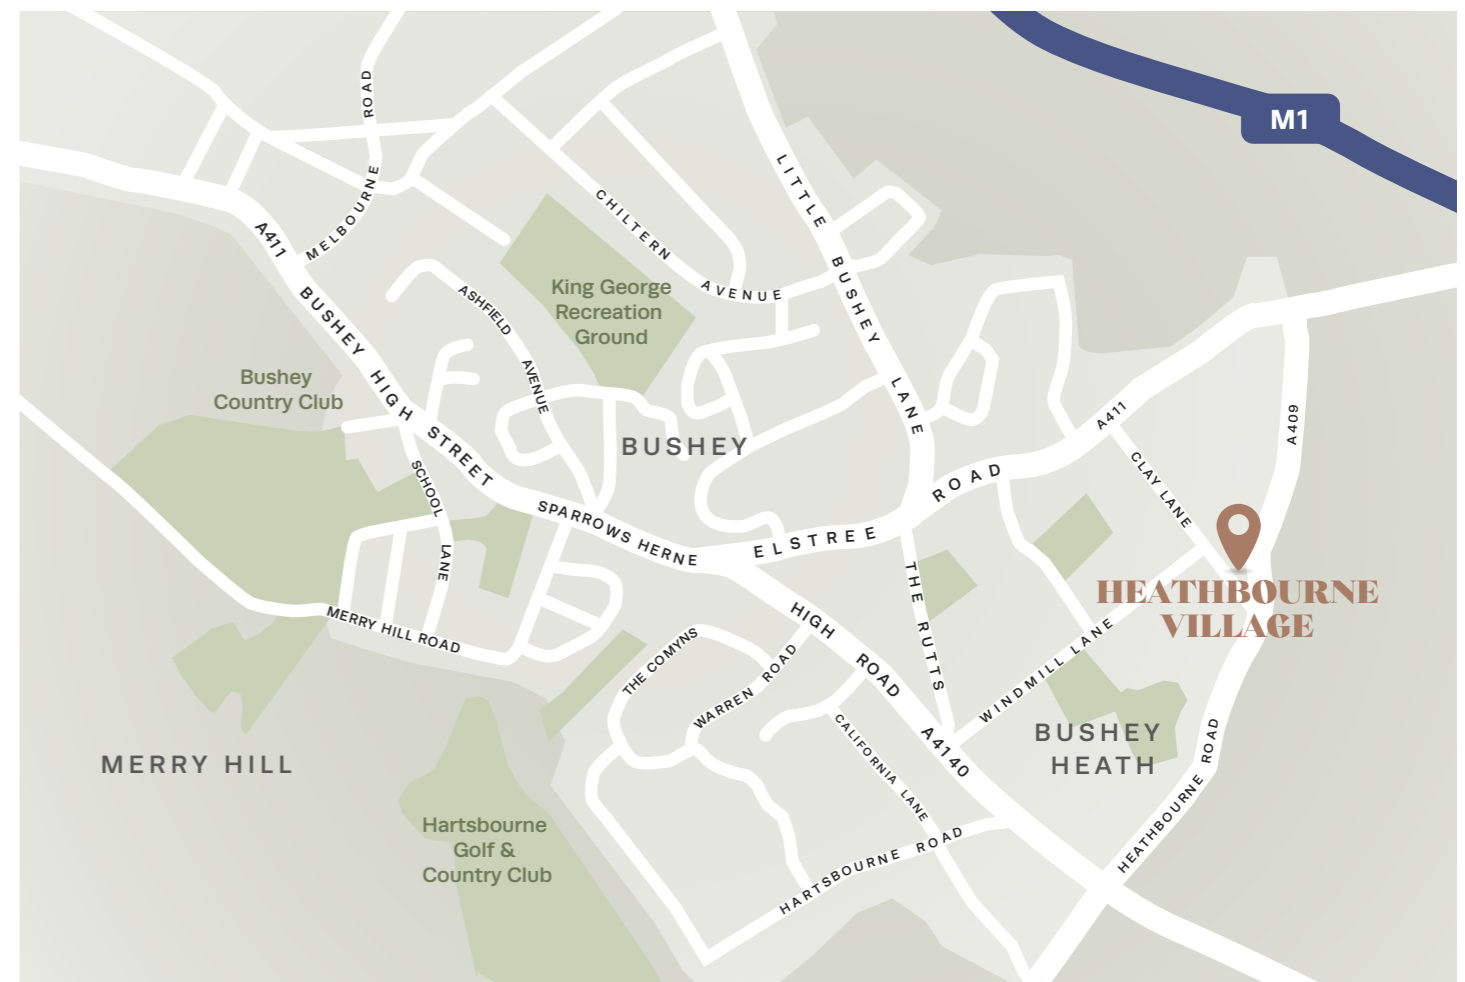 M1
ROAD
MELBOURNE
A411
LITTLE BUSHEY LANE
CHILTERN AVENUE
King George
Recreation
Ground
ASHFIELD AVENUE
BUSHEY HIGH STREET
Bushey
Country Club
BUSHEY
A411
A409
CLAY LANE
SCHOOL LANE
SPARROWS HERNE
ELSTREE ROAD
HEATHBOURNE
VILLAGE
MERRY HILL ROAD
THE RUTTS
HIGH ROAD
THE COMYNS
WARREN ROAD
WINDMILL LANE
CALIFORNIA LANE
A4140
BUSHEY
HEATH
MERRY HILL
HEATHBOURNE ROAD
Hartsbourne
Golf &
Country Club
HARTSBOURNE ROAD